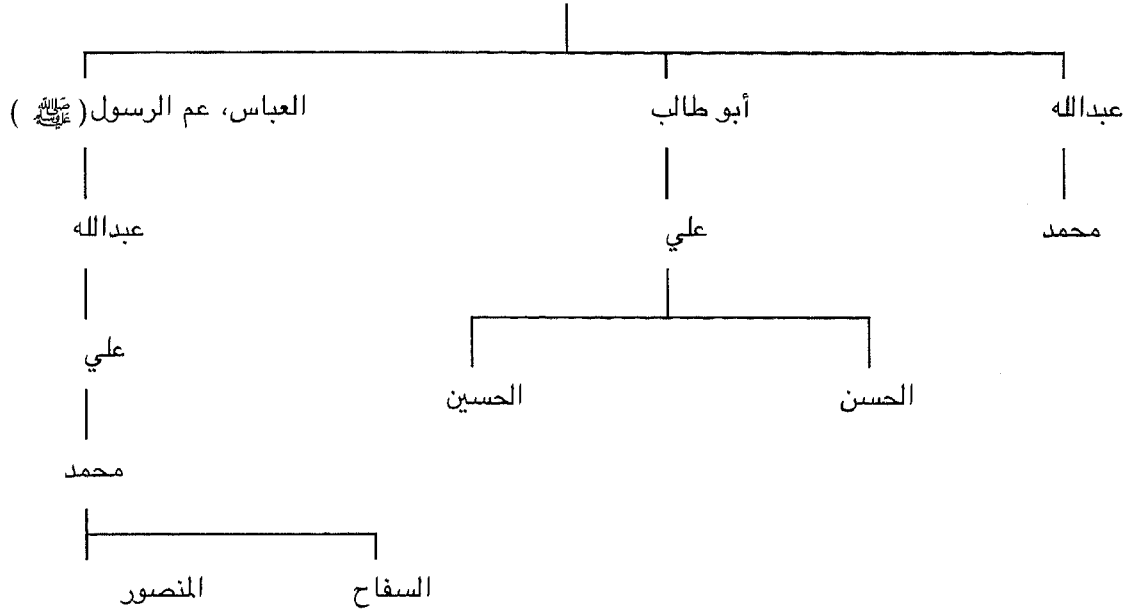 عبدالله أبو طالب العباس، عم الرسول (ﷺ)
محمد علي عبدالله
علي
الحسن الحسين
محمد
السفاح المنصور